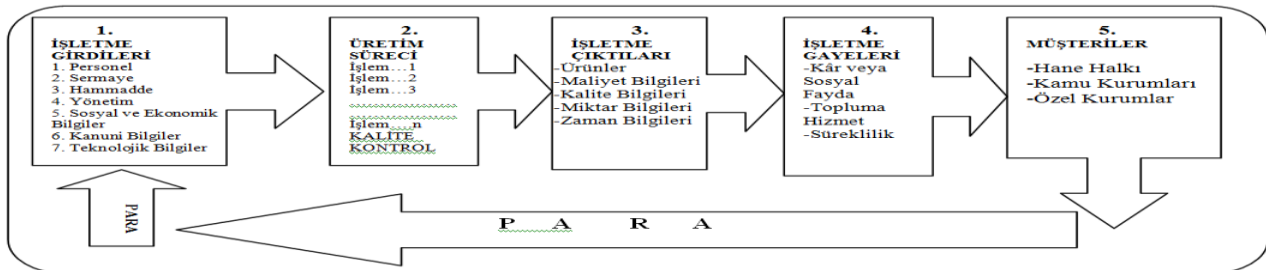 1.
İŞLETME
GİRDİLERİ
1. Personel
2. Sermaye
3. Hammadde
4. Yönetim
5. Sosyal ve Ekonomik
Bilgiler
6. Kanuni Bilgiler
7. Teknolojik Bilgiler
2.
ÜRETİM
SÜRECİ
İşlem...1
İşlem...2
İşlem...3
İşlem....n
KALİTE
KONTROL
3.
İŞLETME
ÇIKTILARI
-Ürünler
-Maliyet Bilgileri
-Kalite Bilgileri
-Miktar Bilgileri
-Zaman Bilgileri
4.
İŞLETME
GAYELERİ
-Kâr veya
Sosyal
Fayda
-Topluma
Hizmet
-Süreklilik
5.
MÜŞTERİLER
-Hane Halkı
-Kamu Kurumları
-Özel Kurumlar
PARA
P A R A